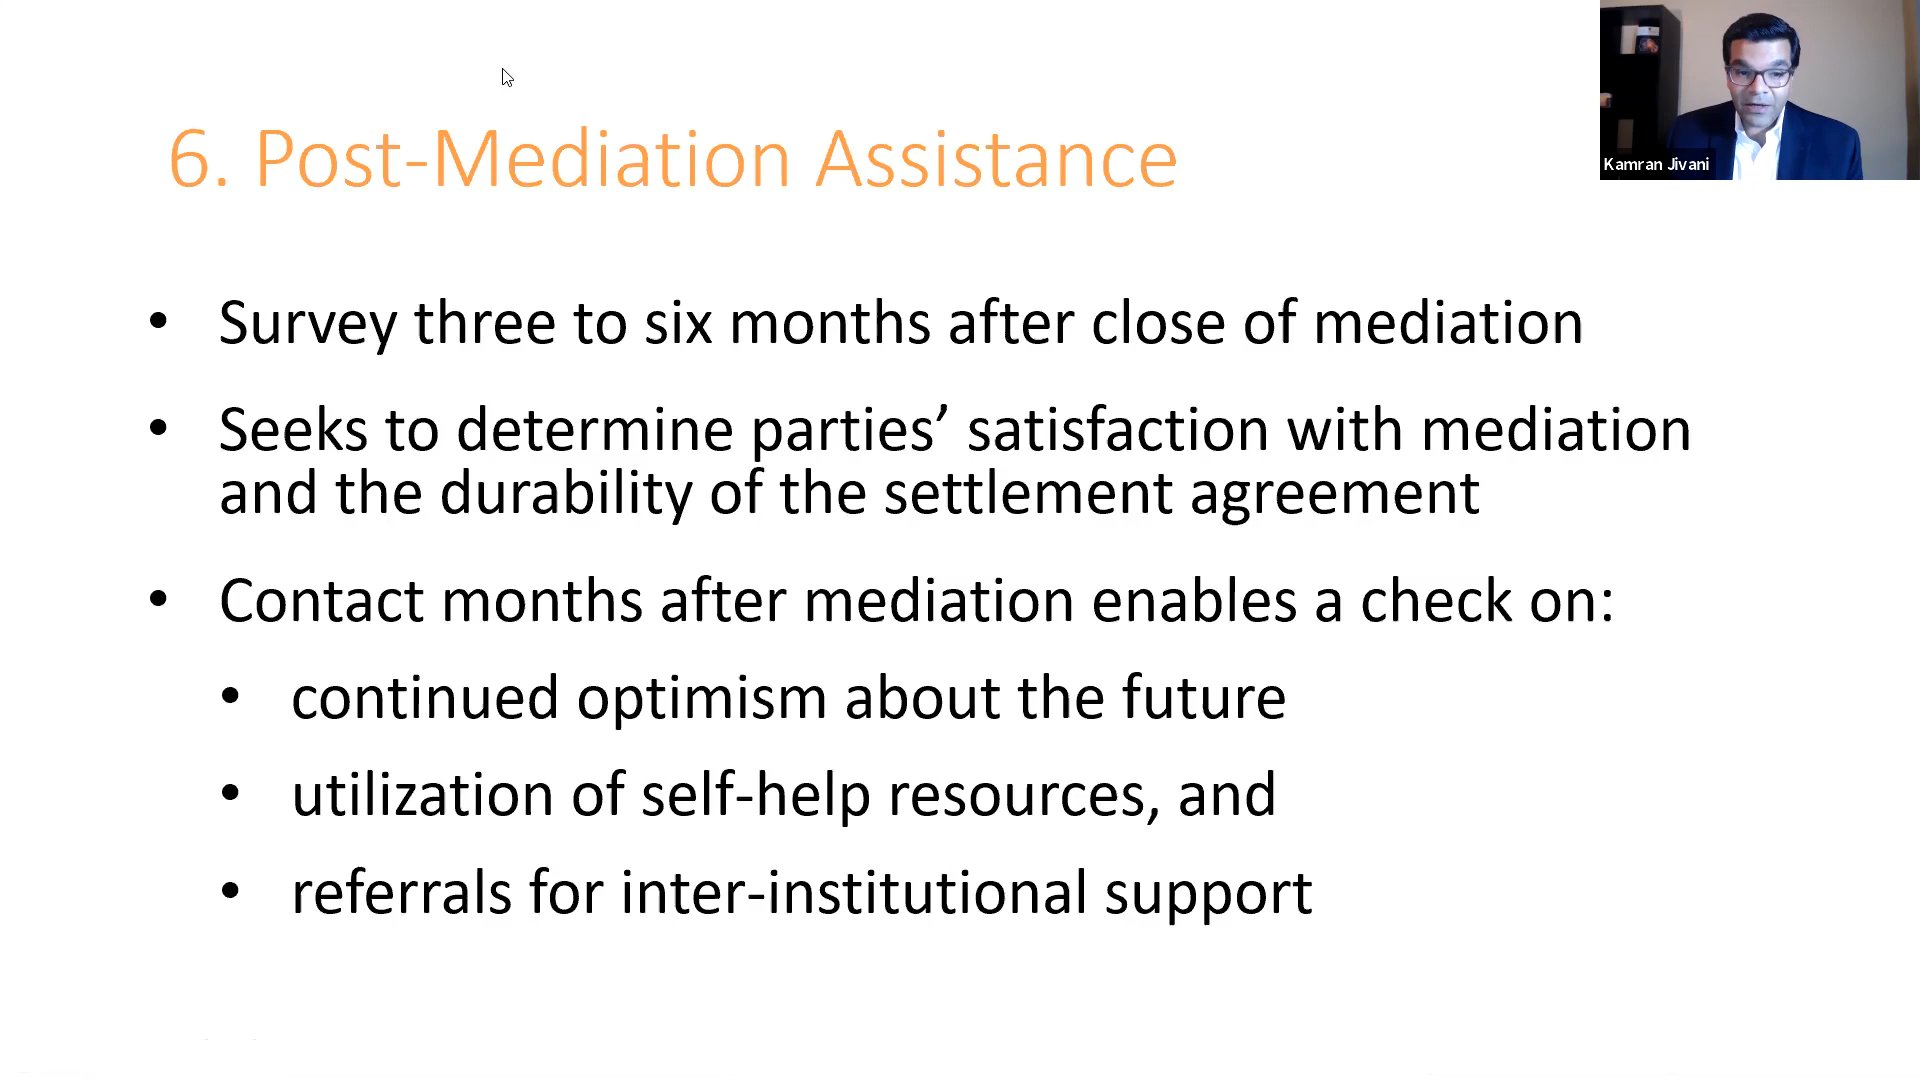 Kamran Jivani
6. Post-Mediation Assistance
• Survey three to six months after close of mediation
• Seeks to determine parties’ satisfaction with mediation
and the durability of the settlement agreement
• Contact months after mediation enables a check on:
• continued optimism about the future
• utilization of self-help resources, and
• referrals for inter-institutional support